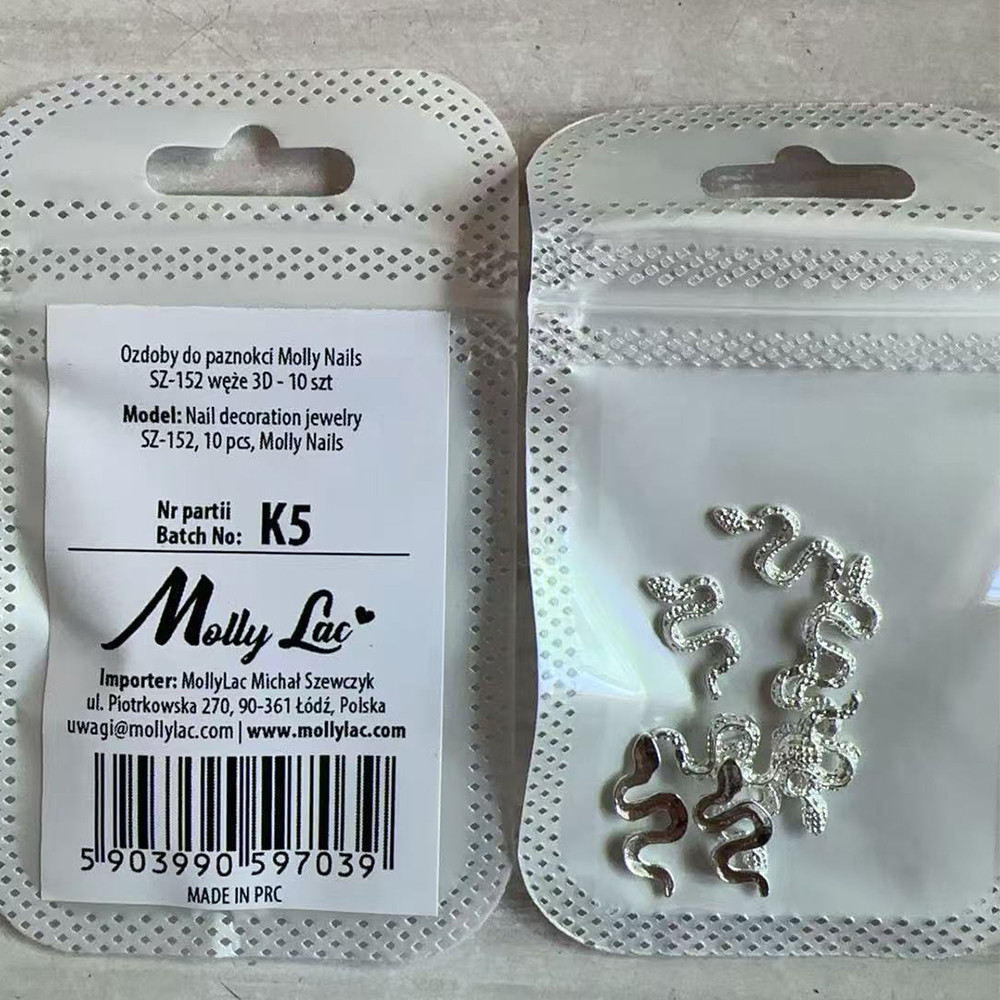 Ozdoby do paznokci Molly Nails
SZ-152 węże 3D - 10 szt
Model: Nail decoration jewelry
SZ-152, 10 pcs, Molly Nails
Nr partii
Batch No: K5
Molly Lac
Importer: MollyLac Michał Szewczyk
ul. Piotrkowska 270, 90-361 Łódź, Polska
uwagi@mollylac.com | www.mollylac.com
5 903990 597039
MADE IN PRC